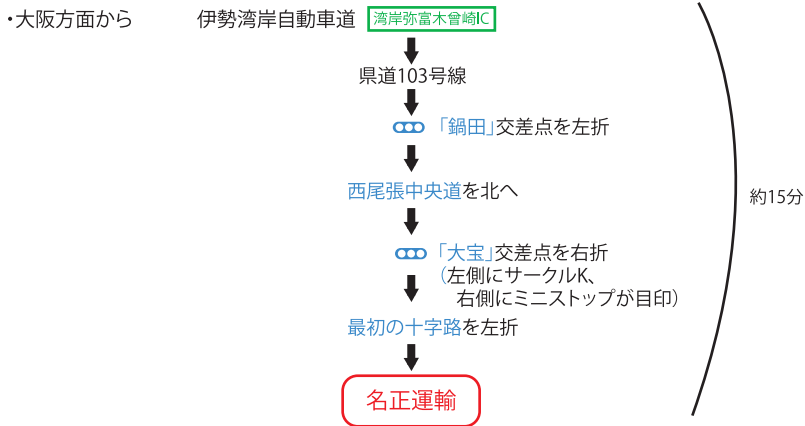 ・大阪方面から 伊勢湾岸自動車道 湾岸弥富木曾崎IC
県道103号線
「鍋田」交差点を左折
西尾張中央道を北へ
約15分
「大宝」交差点を右折
(左側にサークルK、
右側にミニストップが目印)
最初の十字路を左折
名正運輸